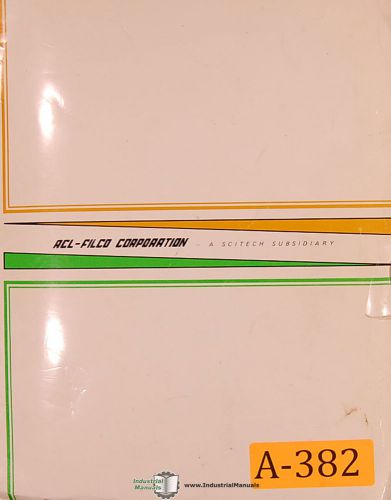 ACL-FILCO CORPORATION — A SCITECH SUBSIDIARY
Industrial
Manuals
www.IndustrialManuals.com
A-382